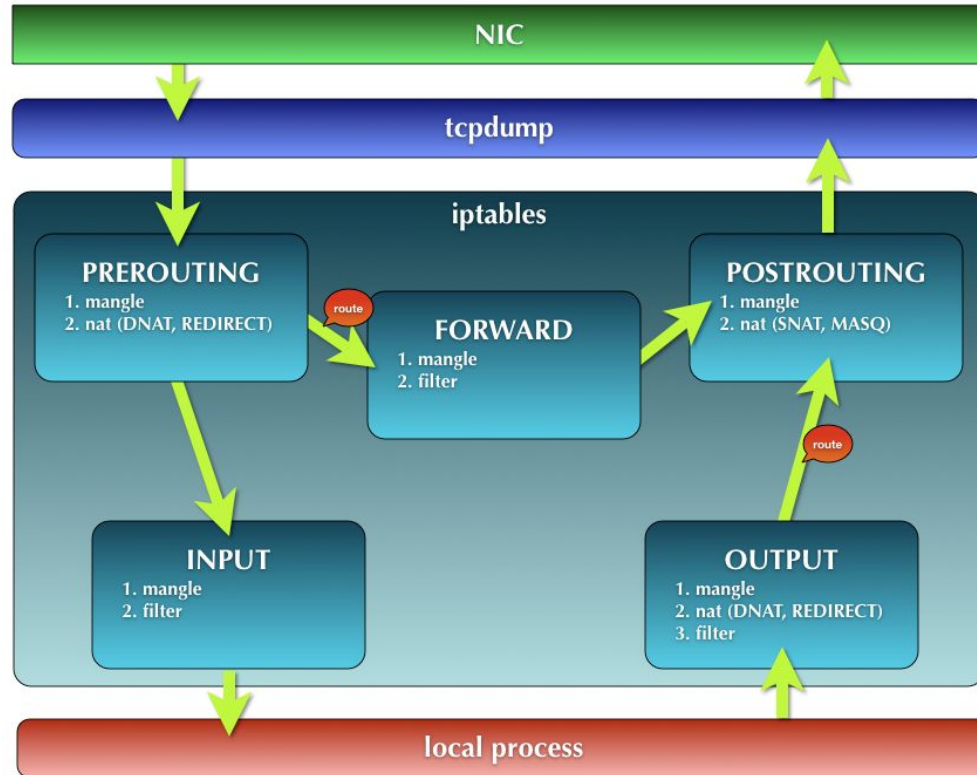 NIC
tcpdump
iptables
PREROUTING
1. mangle
2. nat (DNAT, REDIRECT)
route
FORWARD
1. mangle
2. filter
POSTROUTING
1. mangle
2. nat (SNAT, MASQ)
route
INPUT
1. mangle
2. filter
OUTPUT
1. mangle
2. nat (DNAT, REDIRECT)
3. filter
local process